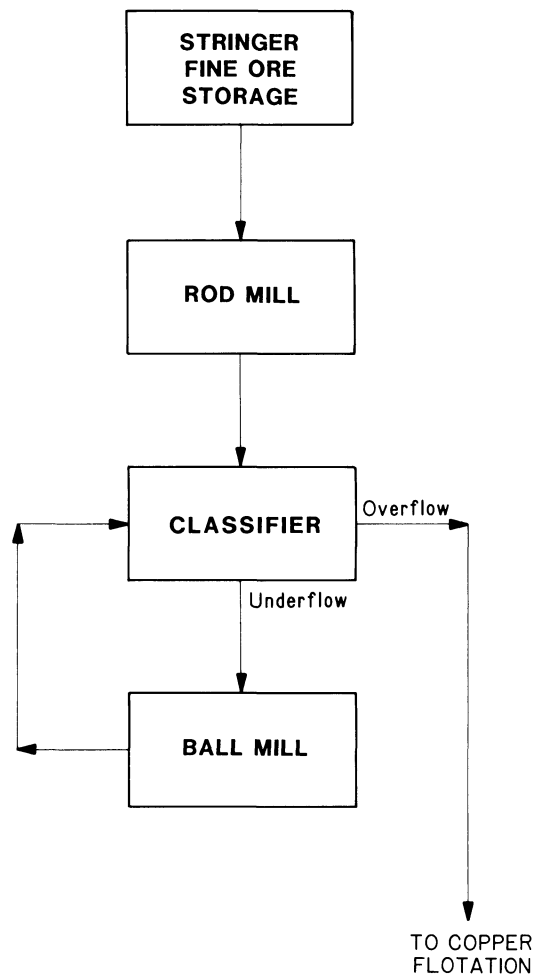 STRINGER
FINE ORE
STORAGE
ROD MILL
CLASSIFIER
Overflow
Underflow
BALL MILL
TO COPPER
FLOTATION